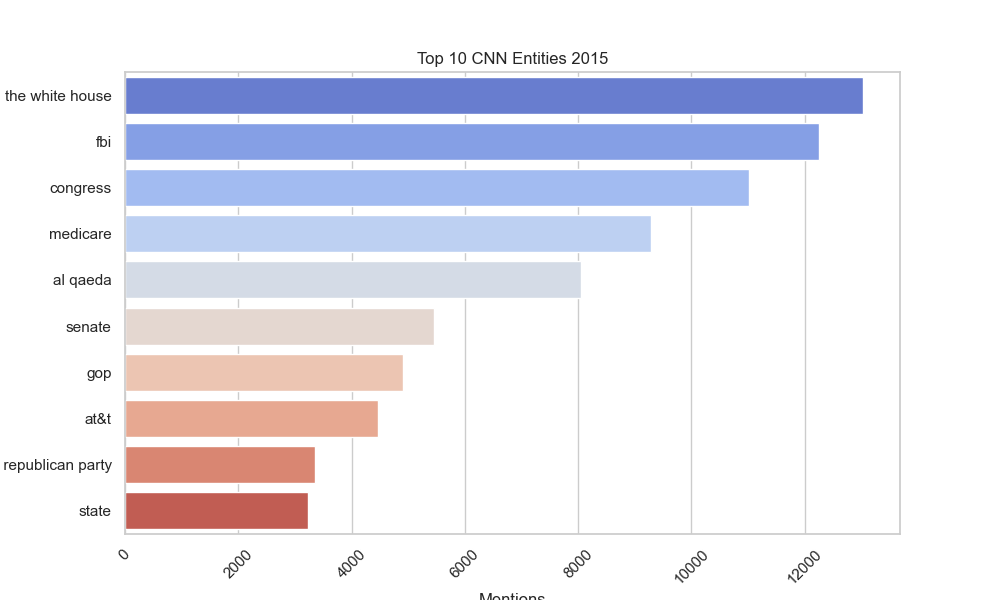 Top 10 CNN Entities 2015
the white house
fbi
congress
medicare
al qaeda
senate
gop
at&t
republican party
state
0
2000
4000
6000
8000
10000
12000
Mentions